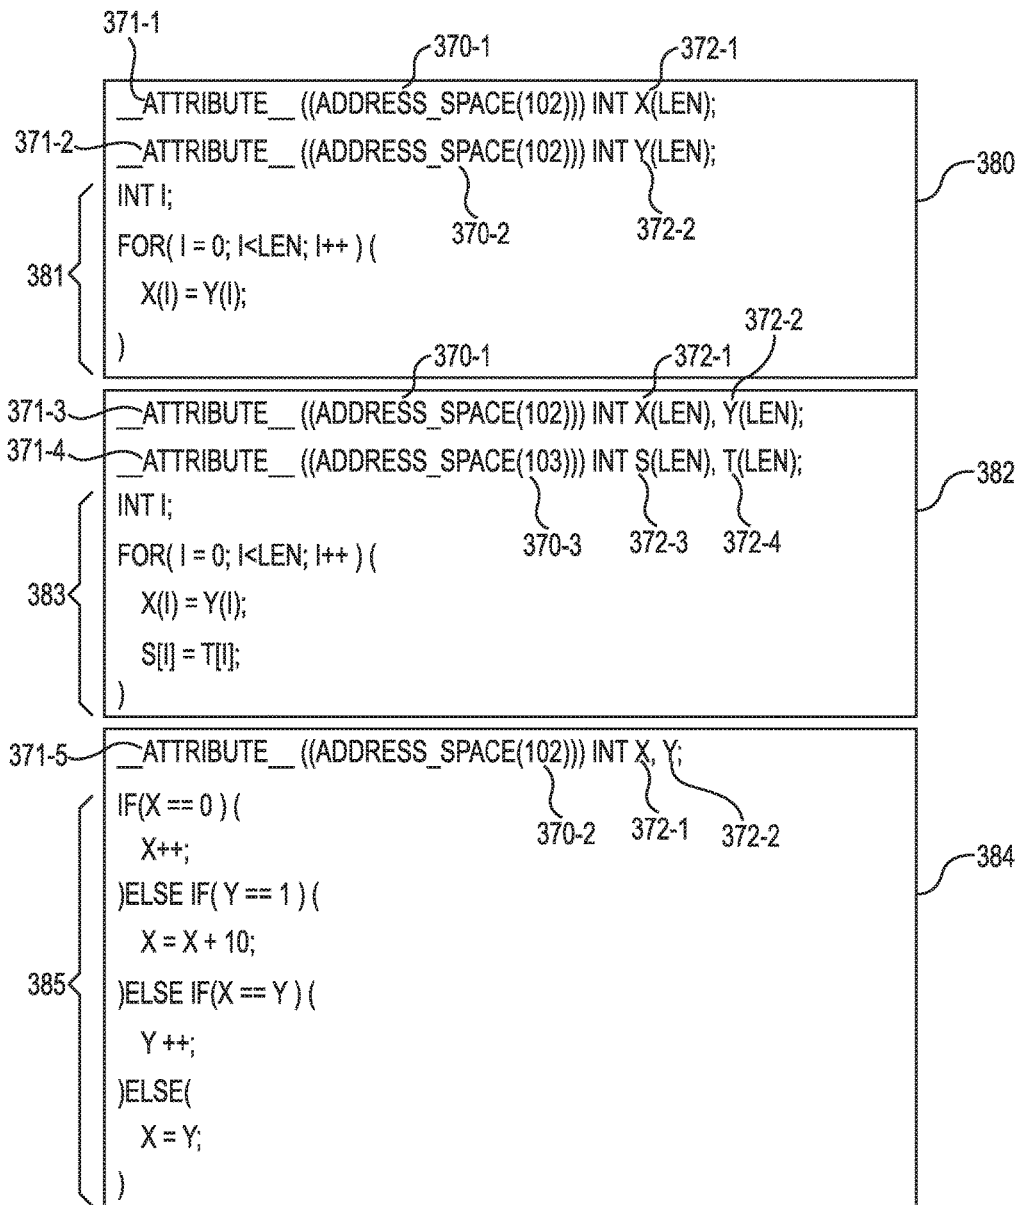 371-1
370-1
372-1
__ATTRIBUTE__ ((ADDRESS_SPACE(102))) INT X(LEN);
371-2
__ATTRIBUTE__ ((ADDRESS_SPACE(102))) INT Y(LEN);
380
INT I;
370-2
372-2
FOR( I = 0; I<LEN; I++ ) (
381
X(I) = Y(I);
)
370-1
372-1
372-2
371-3
__ATTRIBUTE__ ((ADDRESS_SPACE(102))) INT X(LEN), Y(LEN);
371-4
__ATTRIBUTE__ ((ADDRESS_SPACE(103))) INT S(LEN), T(LEN);
382
INT I;
370-3
372-3
372-4
FOR( I = 0; I<LEN; I++ ) (
383
X(I) = Y(I);
S[I] = T[I];
)
371-5
__ATTRIBUTE__ ((ADDRESS_SPACE(102))) INT X, Y;
370-2
372-1
372-2
IF(X == 0 ) (
X++;
384
)ELSE IF( Y == 1 ) (
X = X + 10;
385
)ELSE IF(X == Y ) (
Y ++;
)ELSE(
X = Y;
)